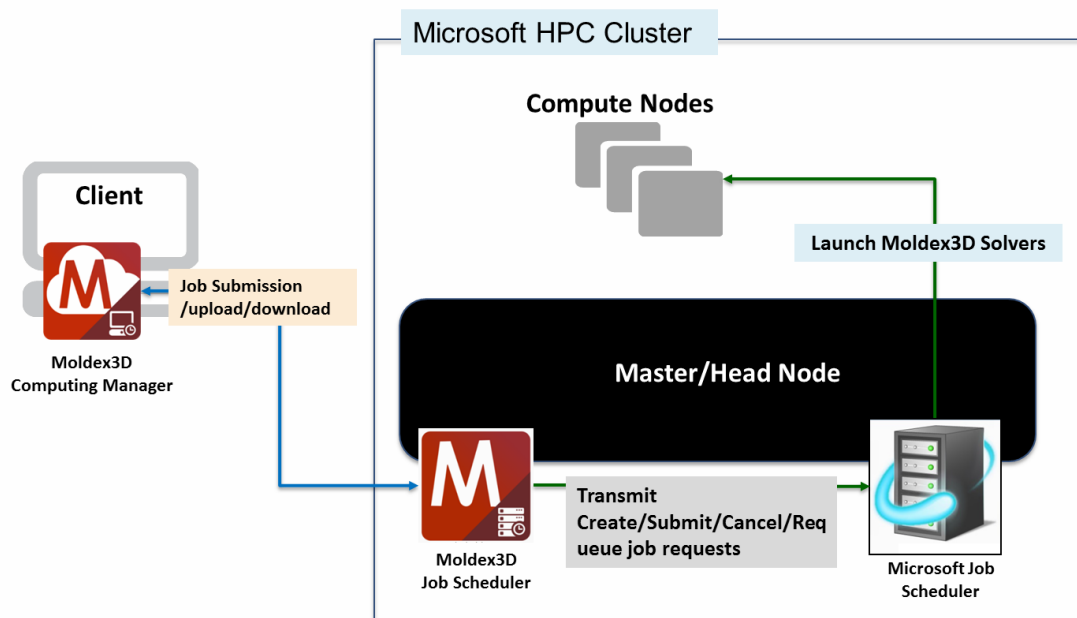 Microsoft HPC Cluster
Compute Nodes
Client
Launch Moldex3D Solvers
Job Submission
/upload/download
M
Moldex3D
Computing Manager
Master/Head Node
M
Transmit
Create/Submit/Cancel/Req
ueue job requests
Moldex3D
Job Scheduler
Microsoft Job
Scheduler